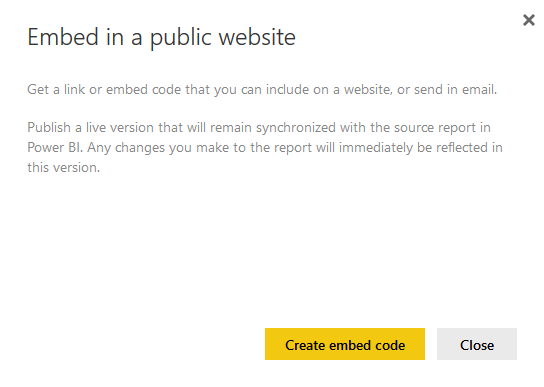 Embed in a public website
Get a link or embed code that you can include on a website, or send in email.
Publish a live version that will remain synchronized with the source report in
Power BI. Any changes you make to the report will immediately be reflected in
this version.
Create embed code
Close